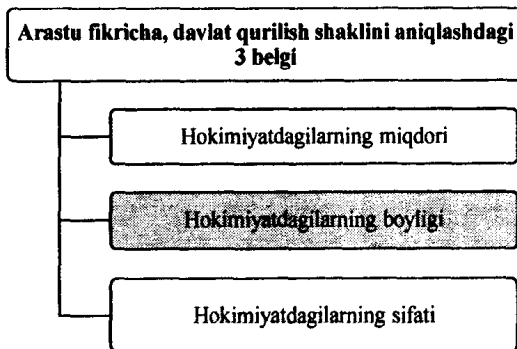 Arastu fikricha, davlat qurilish shaklini aniqlashdagi
3 belgi
Hokimiyatdagilarning miqdori
Hokimiyatdagilarning boyligi
Hokimiyatdagilarning sifati